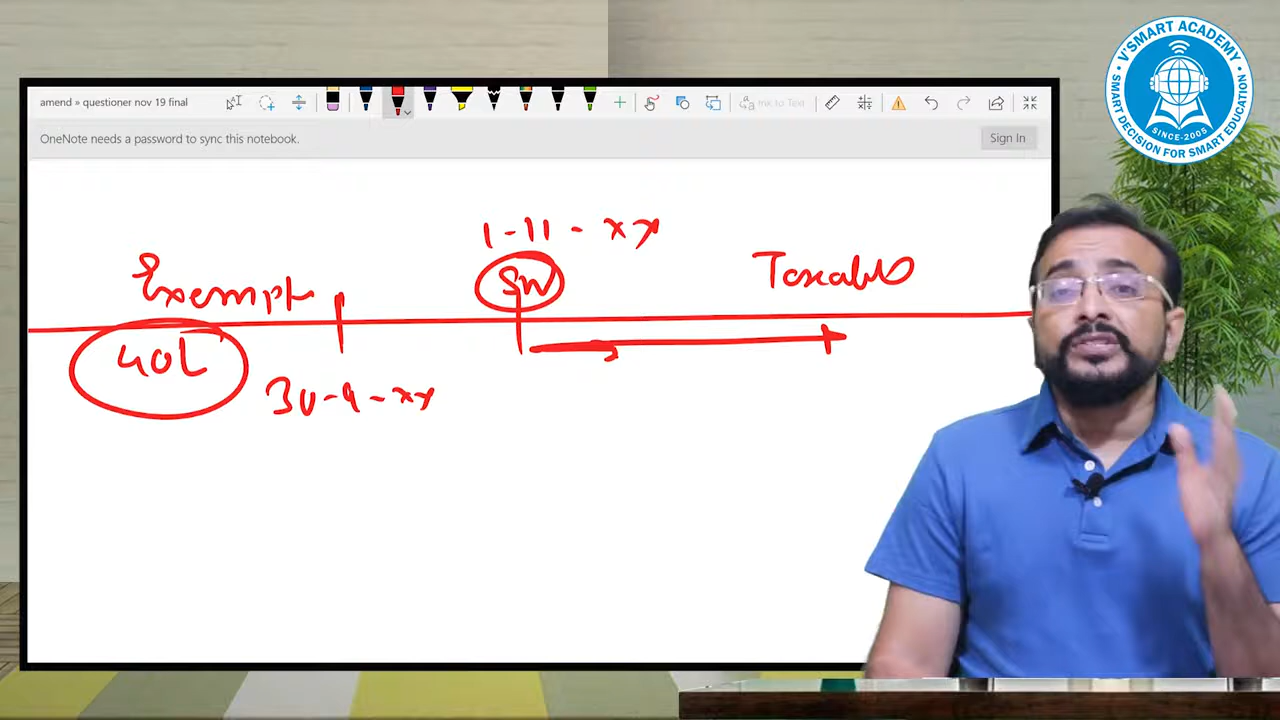 V'SMART ACADEMY
SMART DECISION FOR SMART EDUCATION
SINCE-2005
amend » questioner nov 19 final
OneNote needs a password to sync this notebook.
Sign In
1-11-xx
Exempt
SW
Taxable
40L
30-9-xx